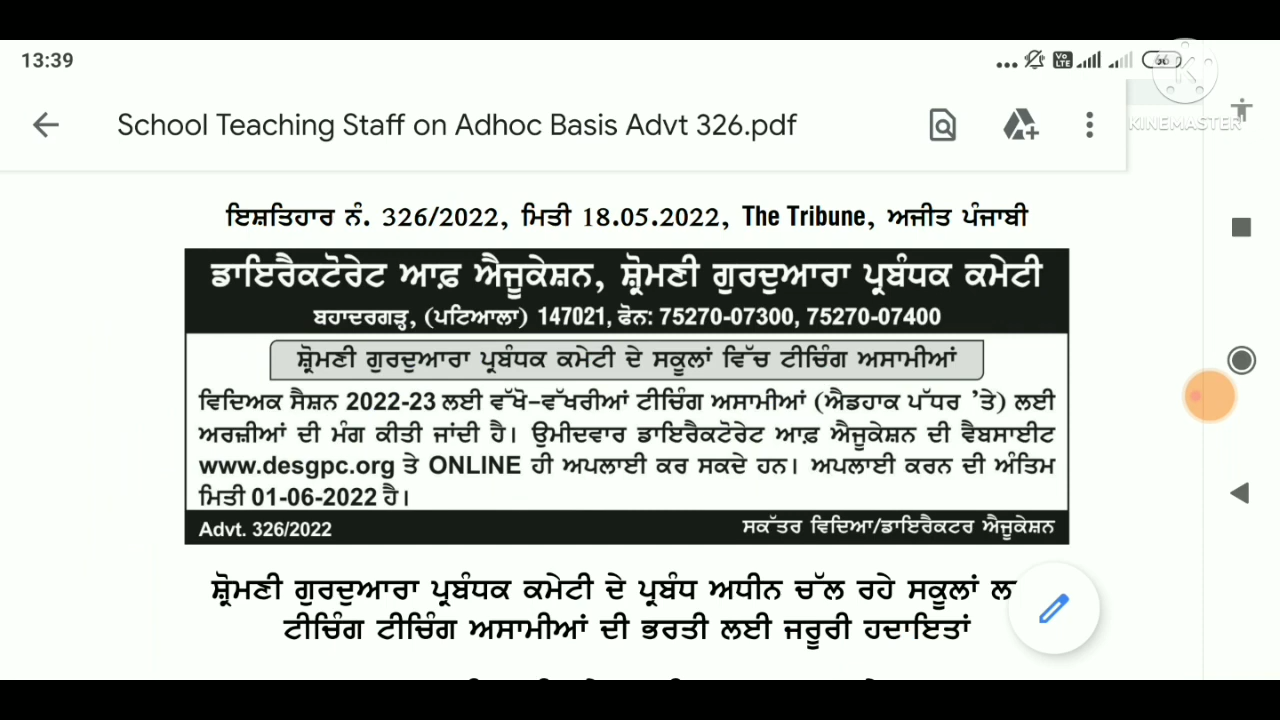 13:39
Vo LTE
66
School Teaching Staff on Adhoc Basis Advt 326.pdf
KINEMASTER
ਇਸ਼ਤਿਹਾਰ ਨੰ. 326/2022, ਮਿਤੀ 18.05.2022, The Tribune, ਅਜੀਤ ਪੰਜਾਬੀ
ਡਾਇਰੈਕਟੋਰੇਟ ਆਫ਼ ਐਜੂਕੇਸ਼ਨ, ਸ਼੍ਰੋਮਣੀ ਗੁਰਦੁਆਰਾ ਪ੍ਰਬੰਧਕ ਕਮੇਟੀ
ਬਹਾਦਰਗੜ੍ਹ, (ਪਟਿਆਲਾ) 147021, ਫੋਨ: 75270-07300, 75270-07400
ਸ਼੍ਰੋਮਣੀ ਗੁਰਦੁਆਰਾ ਪ੍ਰਬੰਧਕ ਕਮੇਟੀ ਦੇ ਸਕੂਲਾਂ ਵਿੱਚ ਟੀਚਿੰਗ ਅਸਾਮੀਆਂ
ਵਿਦਿਅਕ ਸੈਸ਼ਨ 2022-23 ਲਈ ਵੱਖੋ-ਵੱਖਰੀਆਂ ਟੀਚਿੰਗ ਅਸਾਮੀਆਂ (ਐਡਹਾਕ ਪੱਧਰ 'ਤੇ) ਲਈ
ਅਰਜ਼ੀਆਂ ਦੀ ਮੰਗ ਕੀਤੀ ਜਾਂਦੀ ਹੈ। ਉਮੀਦਵਾਰ ਡਾਇਰੈਕਟੋਰੇਟ ਆਫ ਐਜੂਕੇਸ਼ਨ ਦੀ ਵੈਬਸਾਈਟ
www.desgpc.org ਤੇ ONLINE ਹੀ ਅਪਲਾਈ ਕਰ ਸਕਦੇ ਹਨ। ਅਪਲਾਈ ਕਰਨ ਦੀ ਅੰਤਿਮ
ਮਿਤੀ 01-06-2022 ਹੈ।
Advt. 326/2022 ਸਕੱਤਰ ਵਿਦਿਆ/ਡਾਇਰੈਕਟਰ ਐਜੂਕੇਸ਼ਨ
ਸ਼੍ਰੋਮਣੀ ਗੁਰਦੁਆਰਾ ਪ੍ਰਬੰਧਕ ਕਮੇਟੀ ਦੇ ਪ੍ਰਬੰਧ ਅਧੀਨ ਚੱਲ ਰਹੇ ਸਕੂਲਾਂ
ਟੀਚਿੰਗ ਟੀਚਿੰਗ ਅਸਾਮੀਆਂ ਦੀ ਭਰਤੀ ਲਈ ਜਰੂਰੀ ਹਦਾਇਤਾਂ